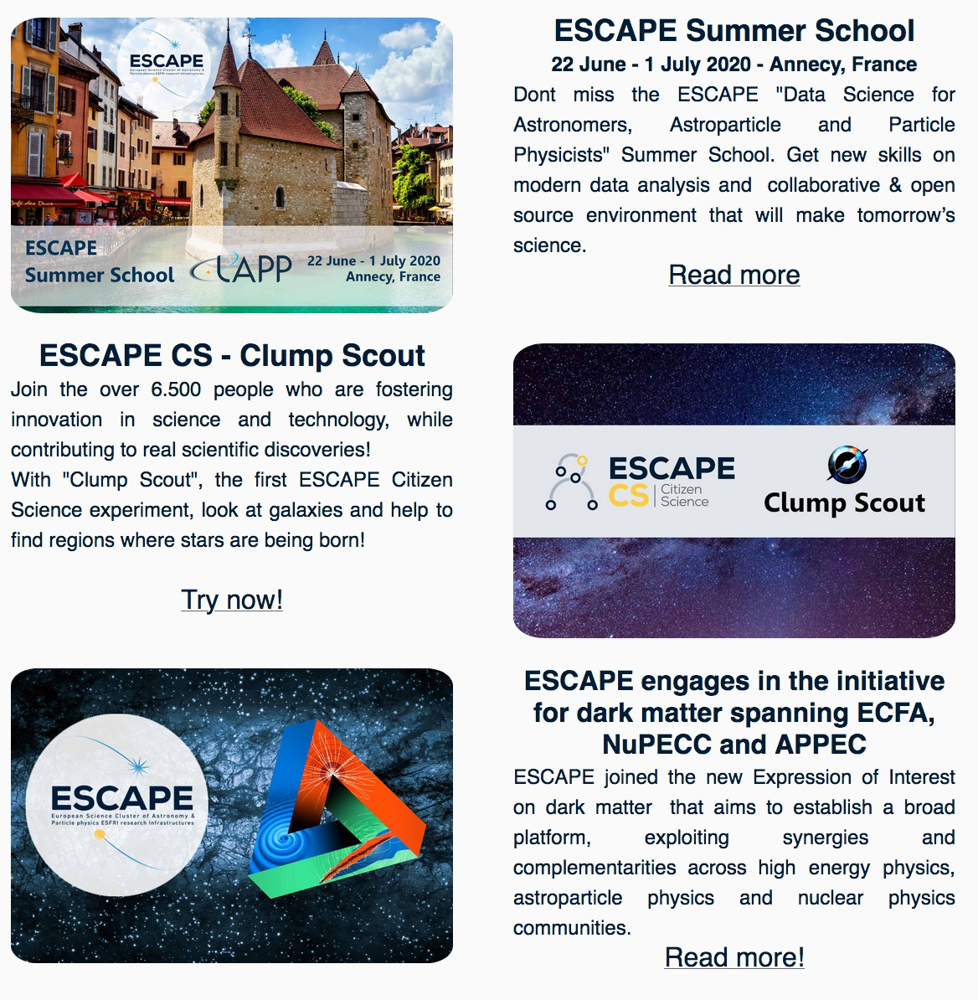 ESCAPE
European Science Cluster of Astronomy &
Particle physics ESFRI research Infrastructures
Café des Ducs
ESCAPE
Summer School
LAPP
22 June - 1 July 2020
Annecy, France
ESCAPE Summer School
22 June - 1 July 2020 - Annecy, France
Dont miss the ESCAPE "Data Science for
Astronomers, Astroparticle and Particle
Physicists" Summer School. Get new skills on
modern data analysis and  collaborative & open
source environment that will make tomorrow’s
science.
Read more
ESCAPE CS - Clump Scout
Join the over 6.500 people who are fostering
innovation in science and technology, while
contributing to real scientific discoveries!
With "Clump Scout", the first ESCAPE Citizen
Science experiment, look at galaxies and help to
find regions where stars are being born!
Try now!
ESCAPE
CS | Citizen
Science
Clump Scout
ESCAPE
European Science Cluster of Astronomy &
Particle physics ESFRI research Infrastructures
ESCAPE engages in the initiative
for dark matter spanning ECFA,
NuPECC and APPEC
ESCAPE joined the new Expression of Interest
on dark matter  that aims to establish a broad
platform, exploiting synergies and
complementarities across high energy physics,
astroparticle physics and nuclear physics
communities.
Read more!